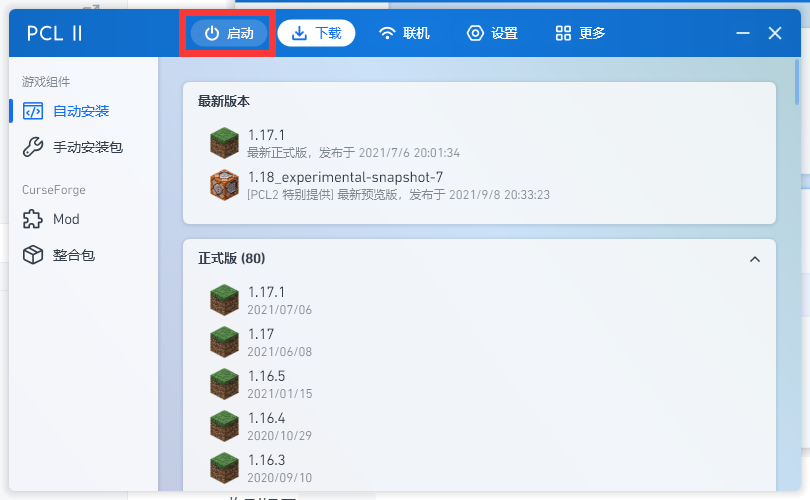 PCL II
启动
下载
联机
设置
更多
游戏组件
自动安装
手动安装包
CurseForge
Mod
整合包
最新版本
1.17.1
最新正式版，发布于 2021/7/6 20:01:34
1.18_experimental-snapshot-7
[PCL2 特别提供] 最新预览版，发布于 2021/9/8 20:33:23
正式版 (80)
1.17.1
2021/07/06
1.17
2021/06/08
1.16.5
2021/01/15
1.16.4
2020/10/29
1.16.3
2020/09/10